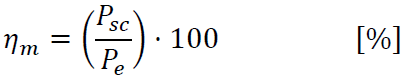 η_m = (P_sc / P_e) · 100 [%]